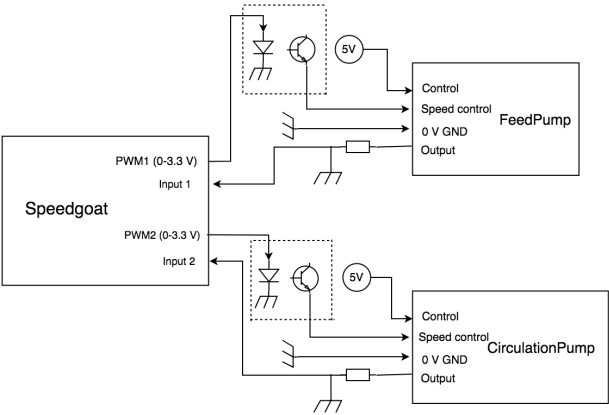 5V
Control
Speed control
FeedPump
0 V GND
Output
PWM1 (0-3.3 V)
Input 1
Speedgoat
PWM2 (0-3.3 V)
Input 2
5V
Control
Speed control
CirculationPump
0 V GND
Output